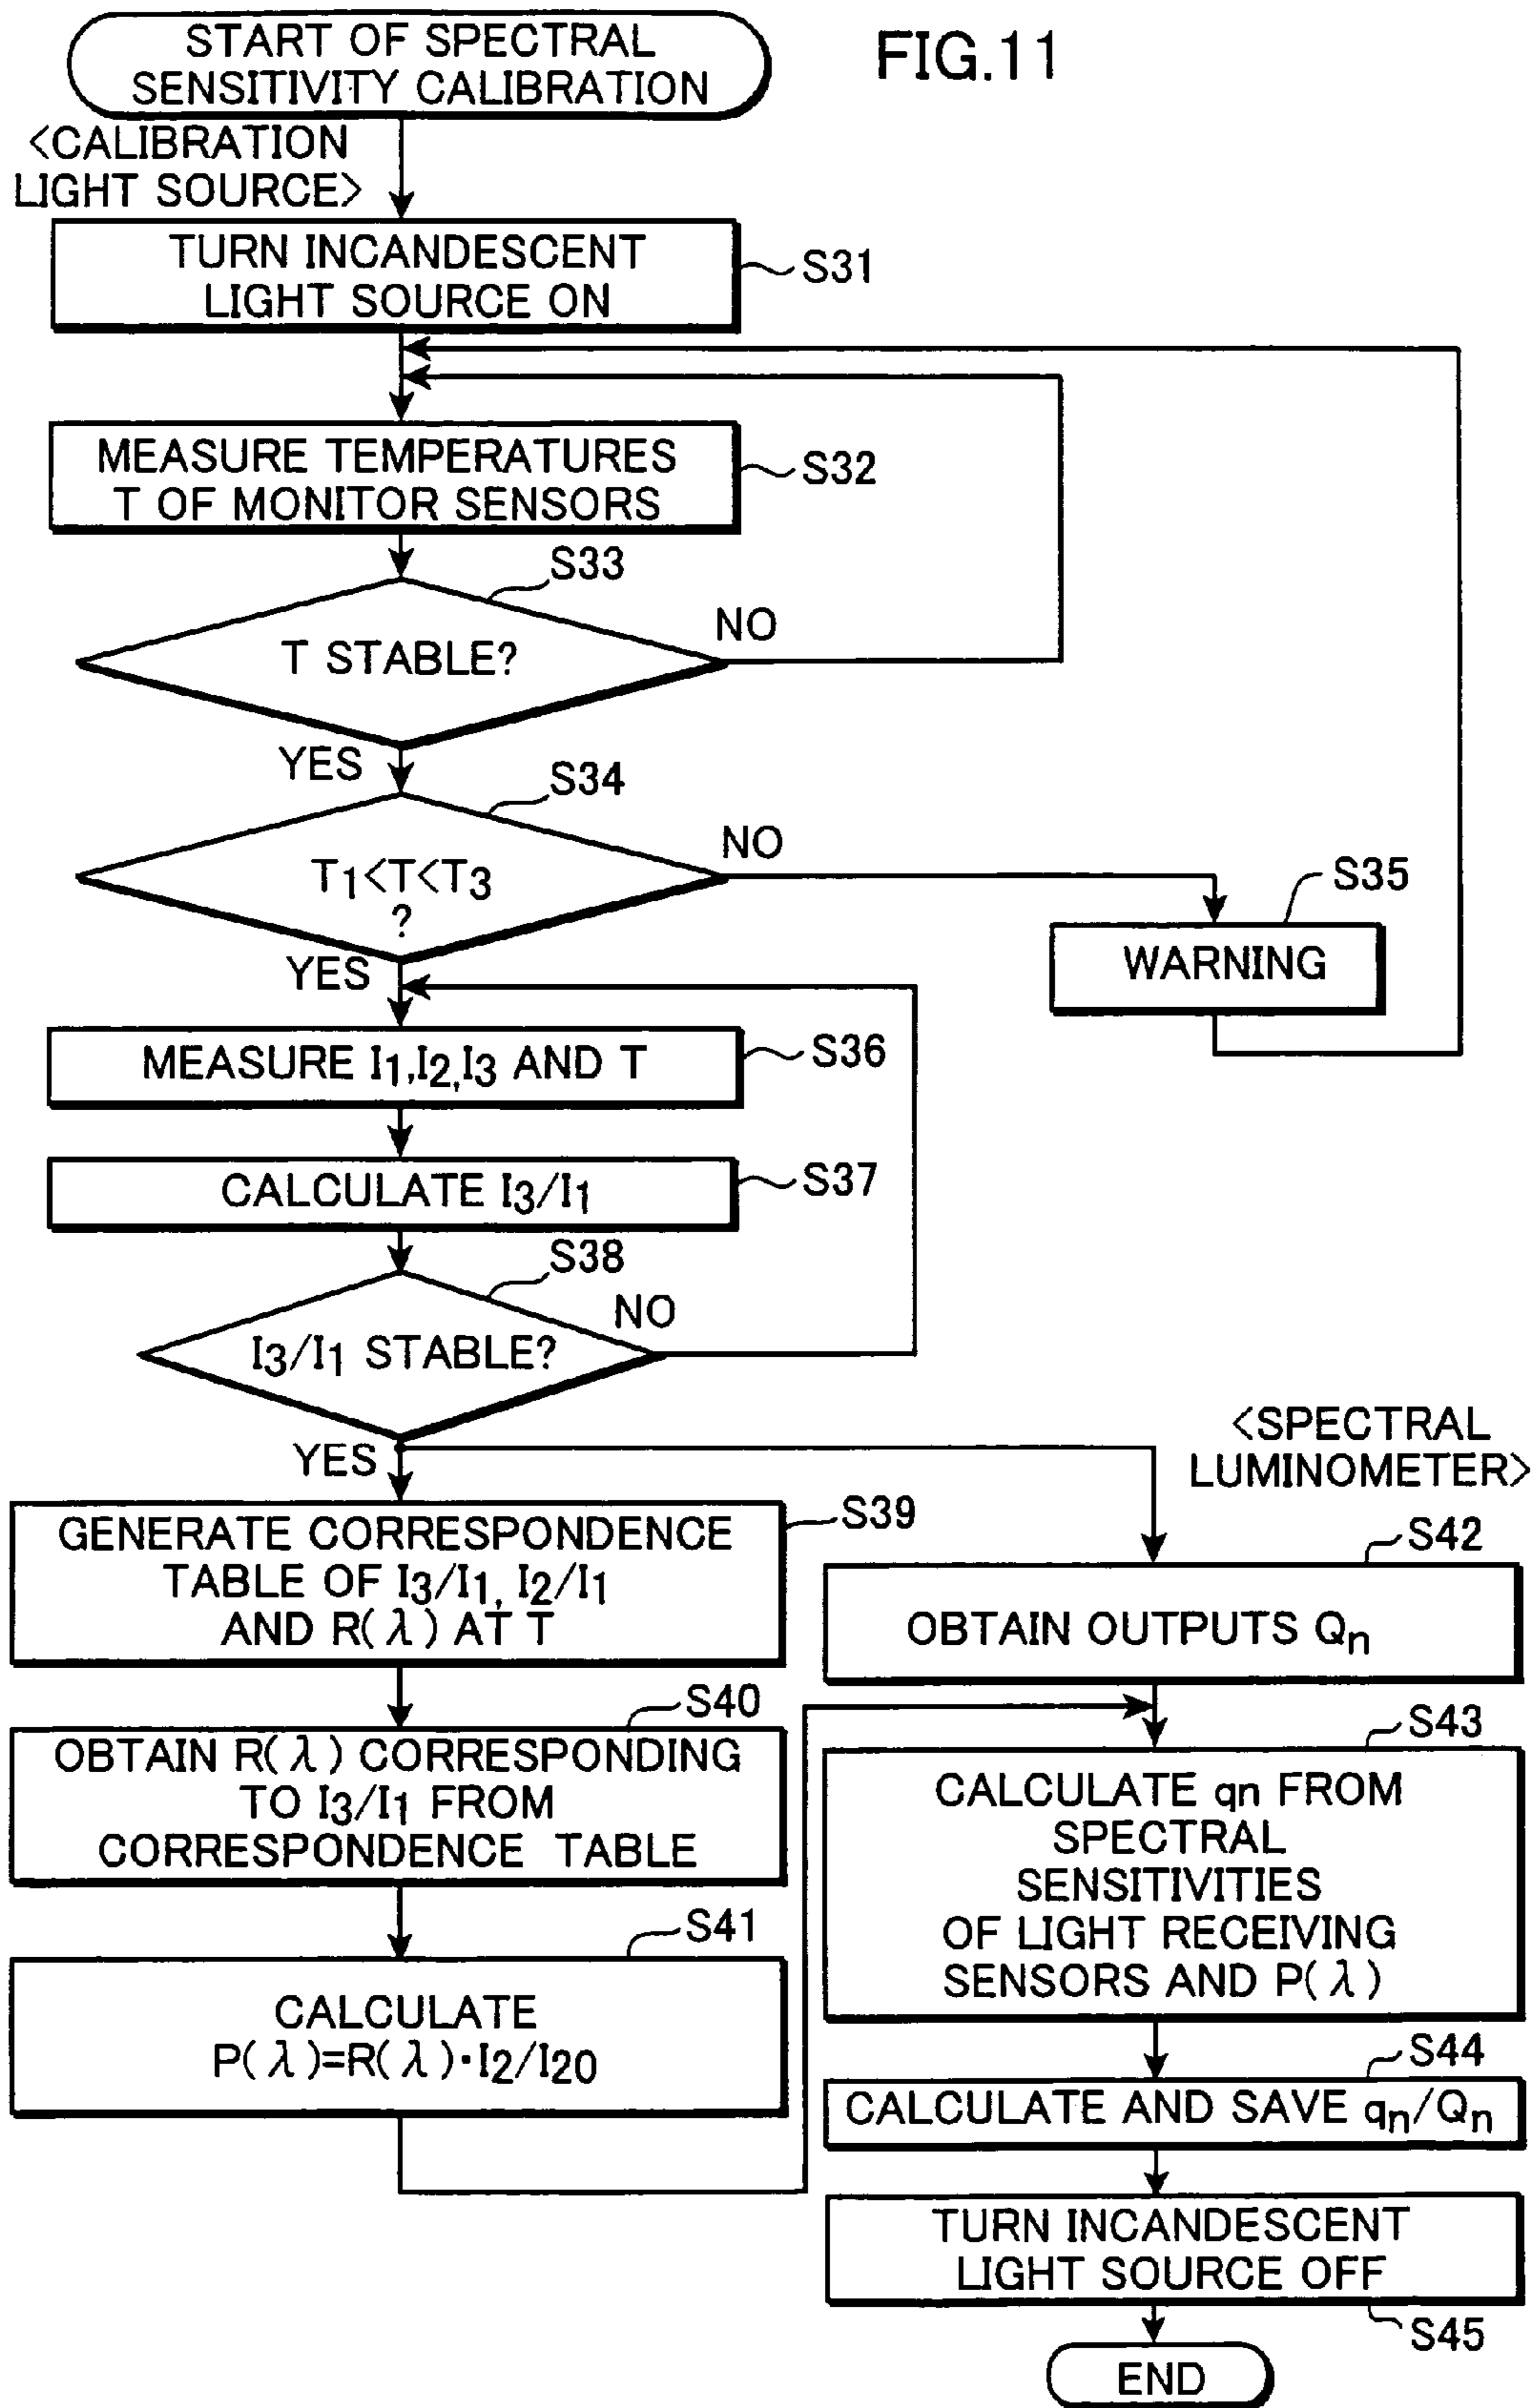 START OF SPECTRAL
SENSITIVITY CALIBRATION
FIG.11
<CALIBRATION
LIGHT SOURCE>
TURN INCANDESCENT
LIGHT SOURCE ON
S31
MEASURE TEMPERATURES
T OF MONITOR SENSORS
S32
S33
T STABLE?
NO
YES
S34
T₁<T<T₃
?
NO
YES
S35
WARNING
MEASURE I₁,I₂,I₃ AND T
S36
CALCULATE I₃/I₁
S37
S38
I₃/I₁ STABLE?
NO
YES
<SPECTRAL
LUMINOMETER>
GENERATE CORRESPONDENCE
TABLE OF I₃/I₁, I₂/I₁
AND R(λ) AT T
S39
S40
OBTAIN R(λ) CORRESPONDING
TO I₃/I₁ FROM
CORRESPONDENCE TABLE
S41
CALCULATE
P(λ)=R(λ)·I₂/I₂₀
S42
OBTAIN OUTPUTS Qₙ
S43
CALCULATE qn FROM
SPECTRAL
SENSITIVITIES
OF LIGHT RECEIVING
SENSORS AND P(λ)
S44
CALCULATE AND SAVE qₙ/Qₙ
TURN INCANDESCENT
LIGHT SOURCE OFF
S45
END